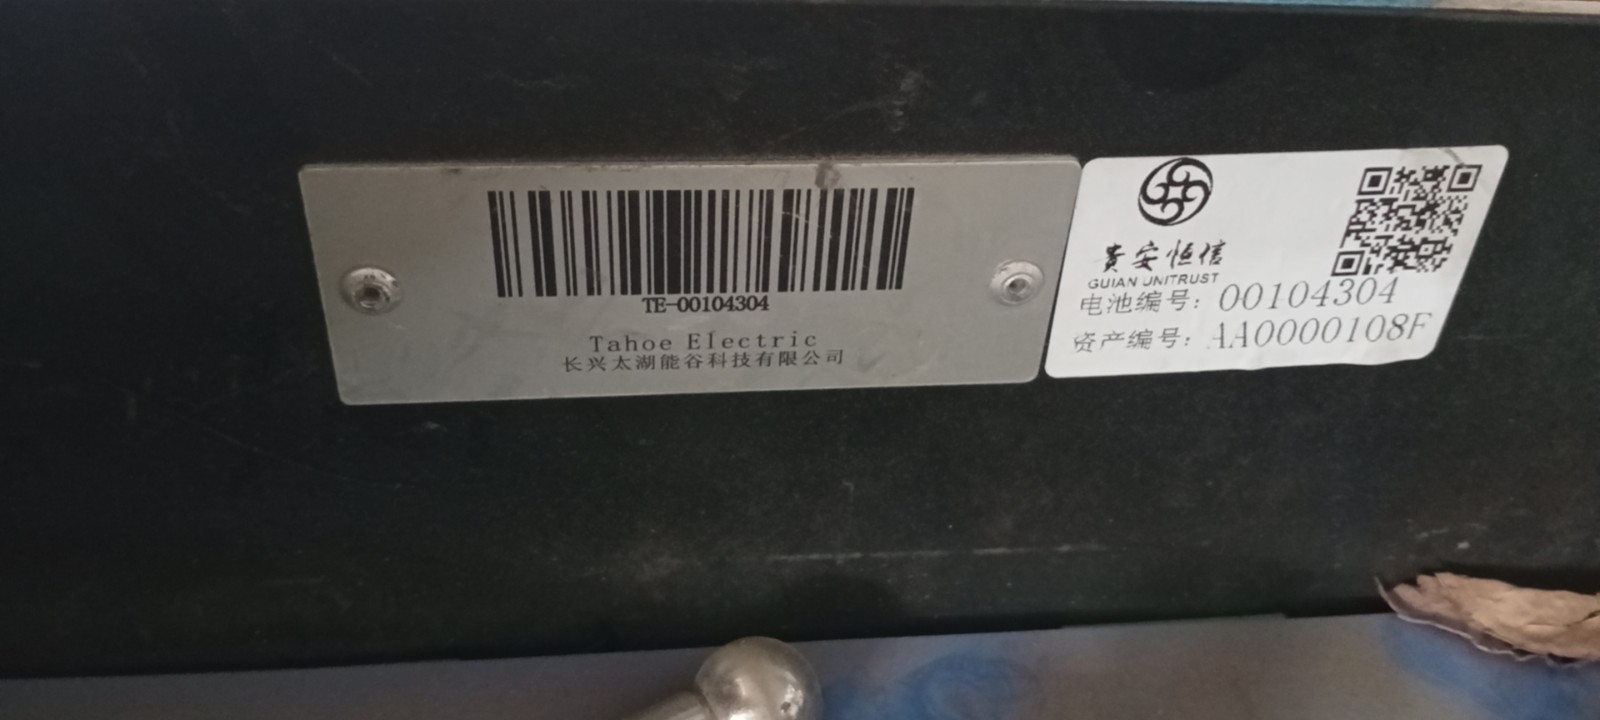 TE-00104304
Tahoe Electric
长兴太湖能谷科技有限公司
貴安恒信
GUIAN UNITRUST
电池编号: 00104304
资产编号: AA0000108F